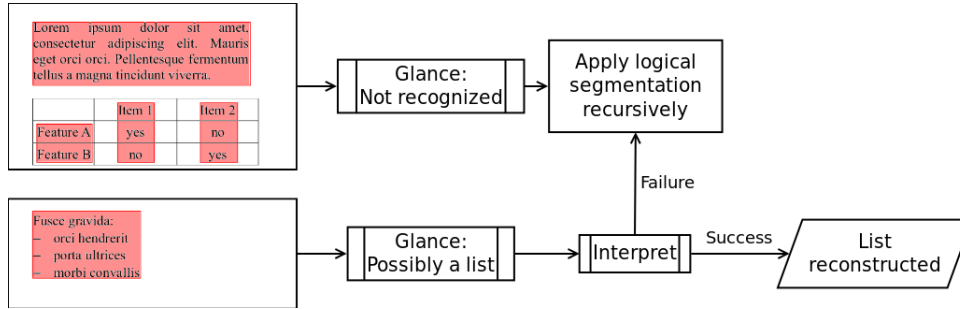 Lorem ipsum dolor sit amet,
consectetur adipiscing elit. Mauris
eget orci orci. Pellentesque fermentum
tellus a magna tincidunt viverra.
Item 1 Item 2
Feature A yes no
Feature B no yes
Glance:
Not recognized
Apply logical
segmentation
recursively
Failure
Fusce gravida:
– orci hendrerit
– porta ultrices
– morbi convallis
Glance:
Possibly a list
Interpret
Success
List
reconstructed